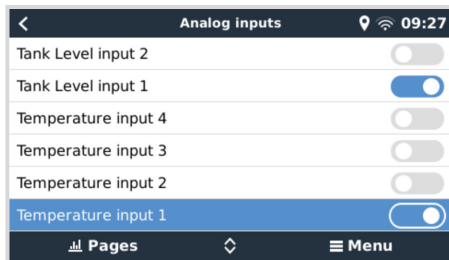 Analog inputs 09:27
Tank Level input 2
Tank Level input 1
Temperature input 4
Temperature input 3
Temperature input 2
Temperature input 1
Pages Menu